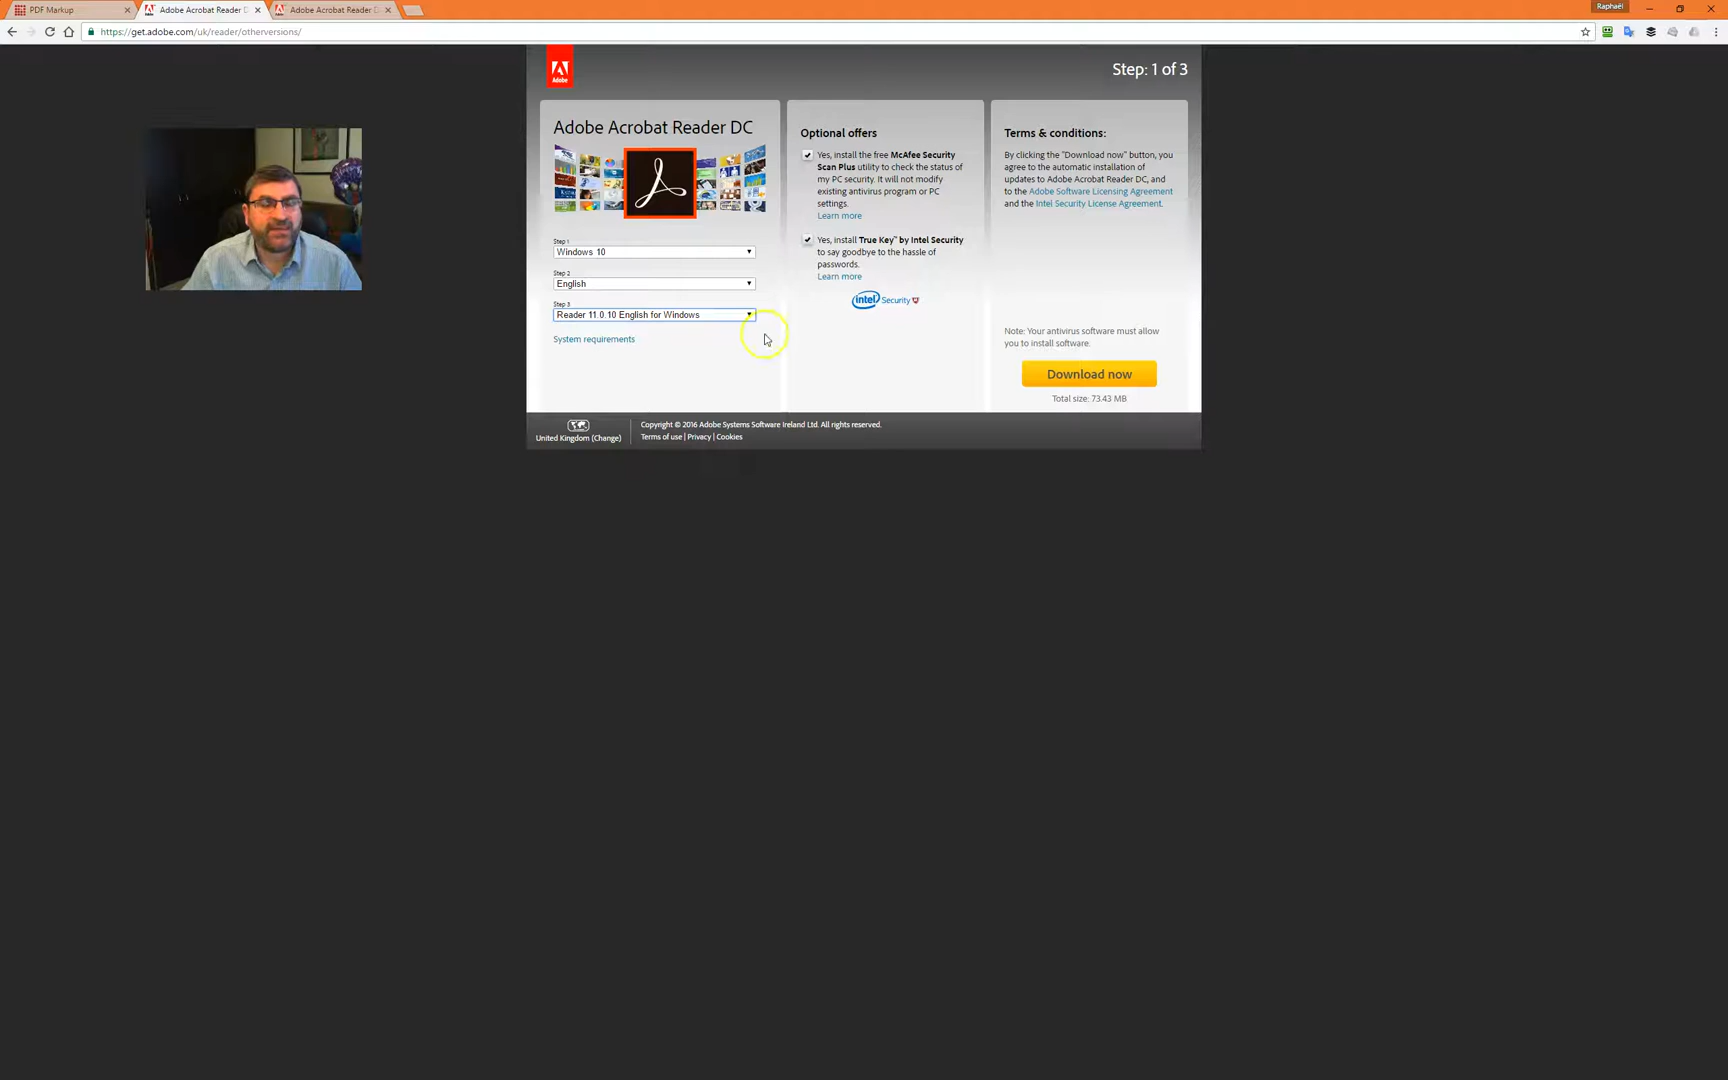 PDF Markup
Adobe Acrobat Reader D
Adobe Acrobat Reader D
Raphaël
https://get.adobe.com/uk/reader/otherversions/
Adobe
Step: 1 of 3
Adobe Acrobat Reader DC
Step 1
Windows 10
Step 2
English
Step 3
Reader 11.0.10 English for Windows
System requirements
Optional offers
Yes, install the free McAfee Security
Scan Plus utility to check the status of
my PC security. It will not modify
existing antivirus program or PC
settings.
Learn more
Yes, install True Key™ by Intel Security
to say goodbye to the hassle of
passwords.
Learn more
intel Security
Terms & conditions:
By clicking the "Download now" button, you
agree to the automatic installation of
updates to Adobe Acrobat Reader DC, and
to the Adobe Software Licensing Agreement
and the Intel Security License Agreement.
Note: Your antivirus software must allow
you to install software.
Download now
Total size: 73.43 MB
United Kingdom (Change)
Copyright © 2016 Adobe Systems Software Ireland Ltd. All rights reserved.
Terms of use | Privacy | Cookies